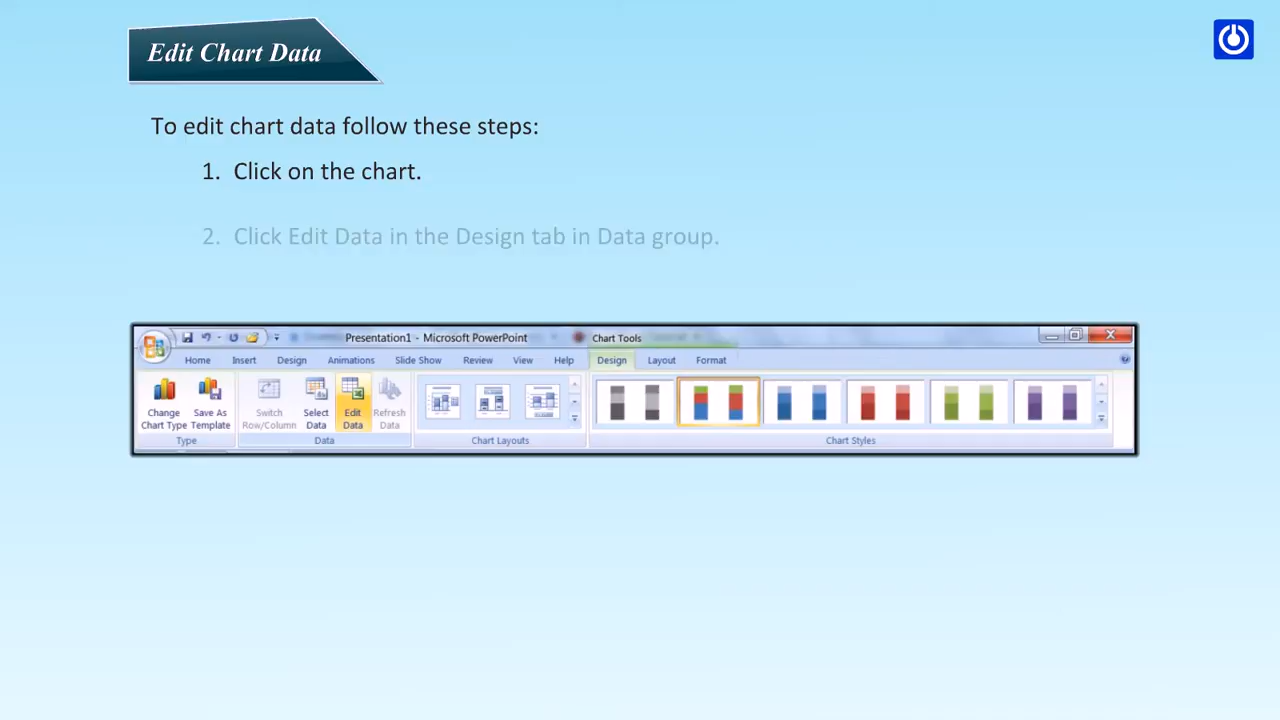 Edit Chart Data
To edit chart data follow these steps:
1. Click on the chart.
2. Click Edit Data in the Design tab in Data group.
Presentation1 - Microsoft PowerPoint
Chart Tools
Home Insert Design Animations Slide Show Review View Help Design Layout Format
Change Chart Type
Save As Template
Switch Row/Column
Select Data
Edit Data
Refresh Data
Type Data Chart Layouts Chart Styles